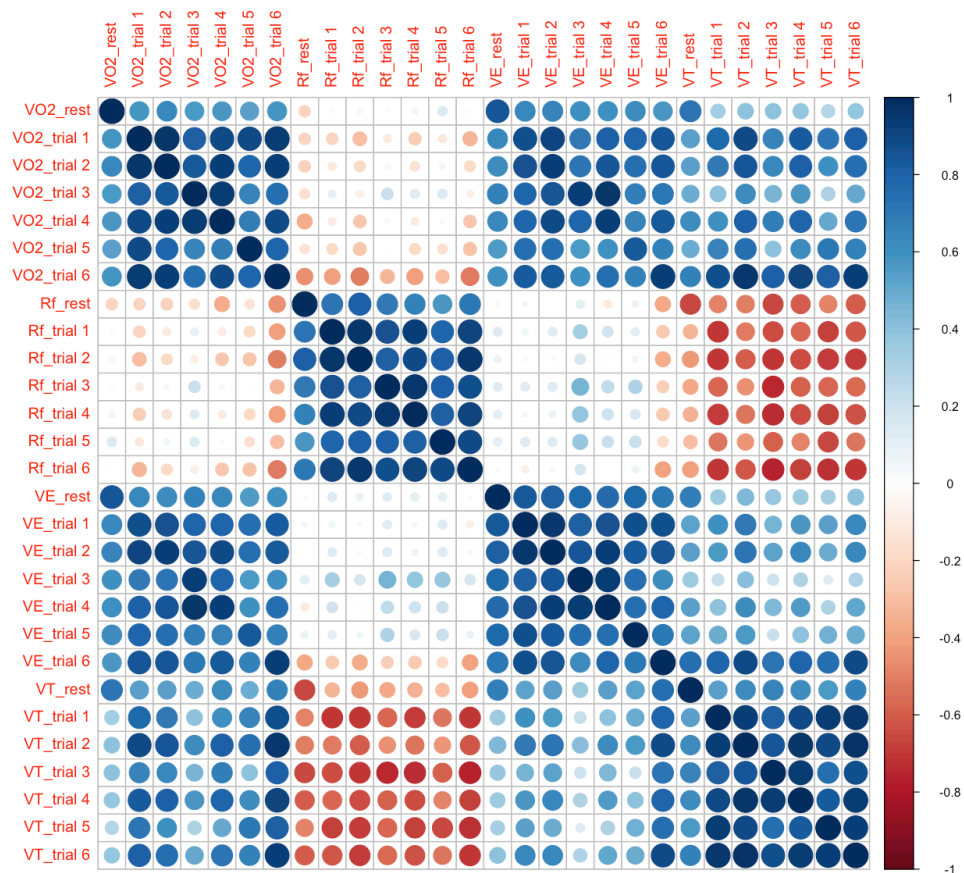 VO2_rest
VO2_trial 1
VO2_trial 2
VO2_trial 3
VO2_trial 4
VO2_trial 5
VO2_trial 6
Rf_rest
Rf_trial 1
Rf_trial 2
Rf_trial 3
Rf_trial 4
Rf_trial 5
Rf_trial 6
VE_rest
VE_trial 1
VE_trial 2
VE_trial 3
VE_trial 4
VE_trial 5
VE_trial 6
VT_rest
VT_trial 1
VT_trial 2
VT_trial 3
VT_trial 4
VT_trial 5
VT_trial 6
VO2_rest
VO2_trial 1
VO2_trial 2
VO2_trial 3
VO2_trial 4
VO2_trial 5
VO2_trial 6
Rf_rest
Rf_trial 1
Rf_trial 2
Rf_trial 3
Rf_trial 4
Rf_trial 5
Rf_trial 6
VE_rest
VE_trial 1
VE_trial 2
VE_trial 3
VE_trial 4
VE_trial 5
VE_trial 6
VT_rest
VT_trial 1
VT_trial 2
VT_trial 3
VT_trial 4
VT_trial 5
VT_trial 6
1
0.8
0.6
0.4
0.2
0
-0.2
-0.4
-0.6
-0.8
-1